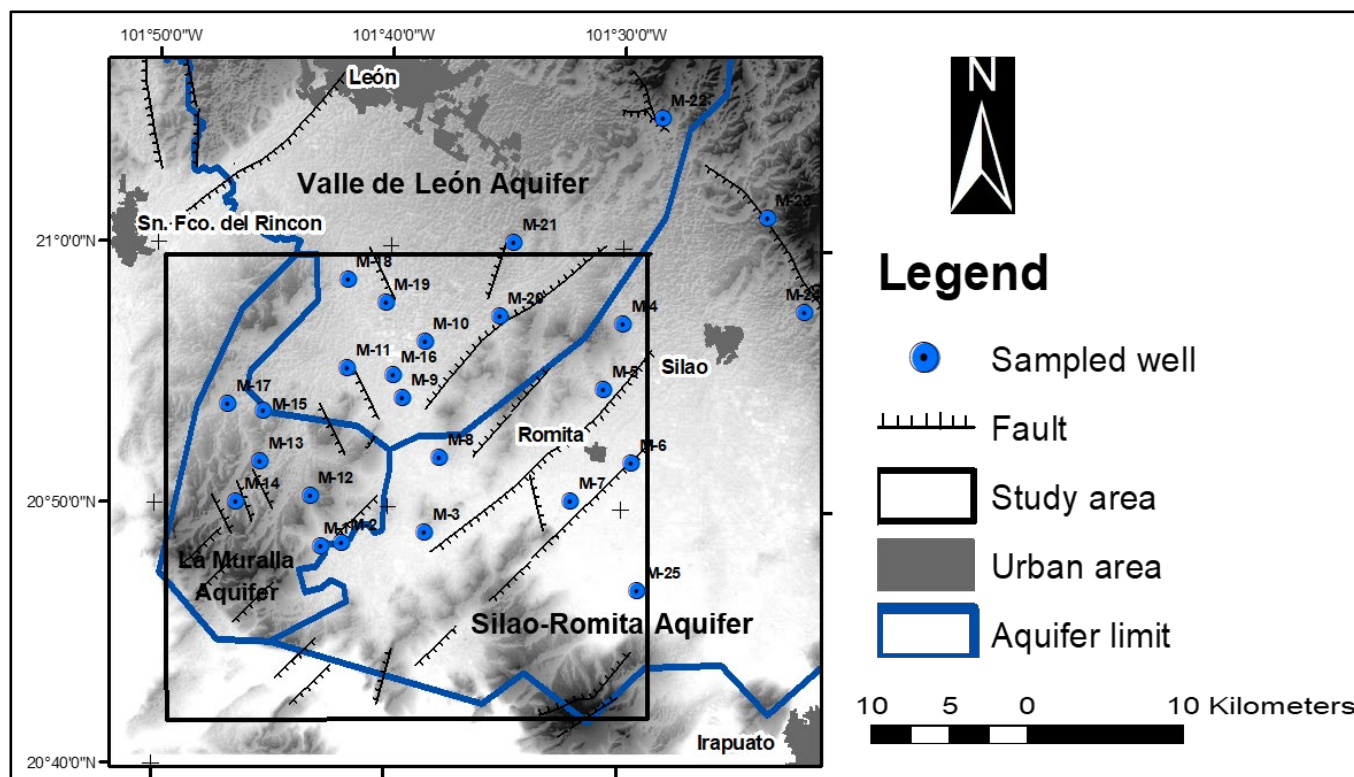 101°50'0"W
101°40'0"W
101°30'0"W
León
M-22
Valle de León Aquifer
M-23
Sn. Fco. del Rincon
M-21
21°0'0"N
M-18
M-19
M-20
M-4
M-10
M-11
M-16
M-9
M-5
Silao
M-17
M-15
Romita
M-8
M-6
M-13
M-12
M-14
M-7
20°50'0"N
M-3
M-1
M-2
La Muralla
Aquifer
M-25
Silao-Romita Aquifer
Irapuato
20°40'0"N
N
Legend
Sampled well
Fault
Study area
Urban area
Aquifer limit
10 5 0 10 Kilometers